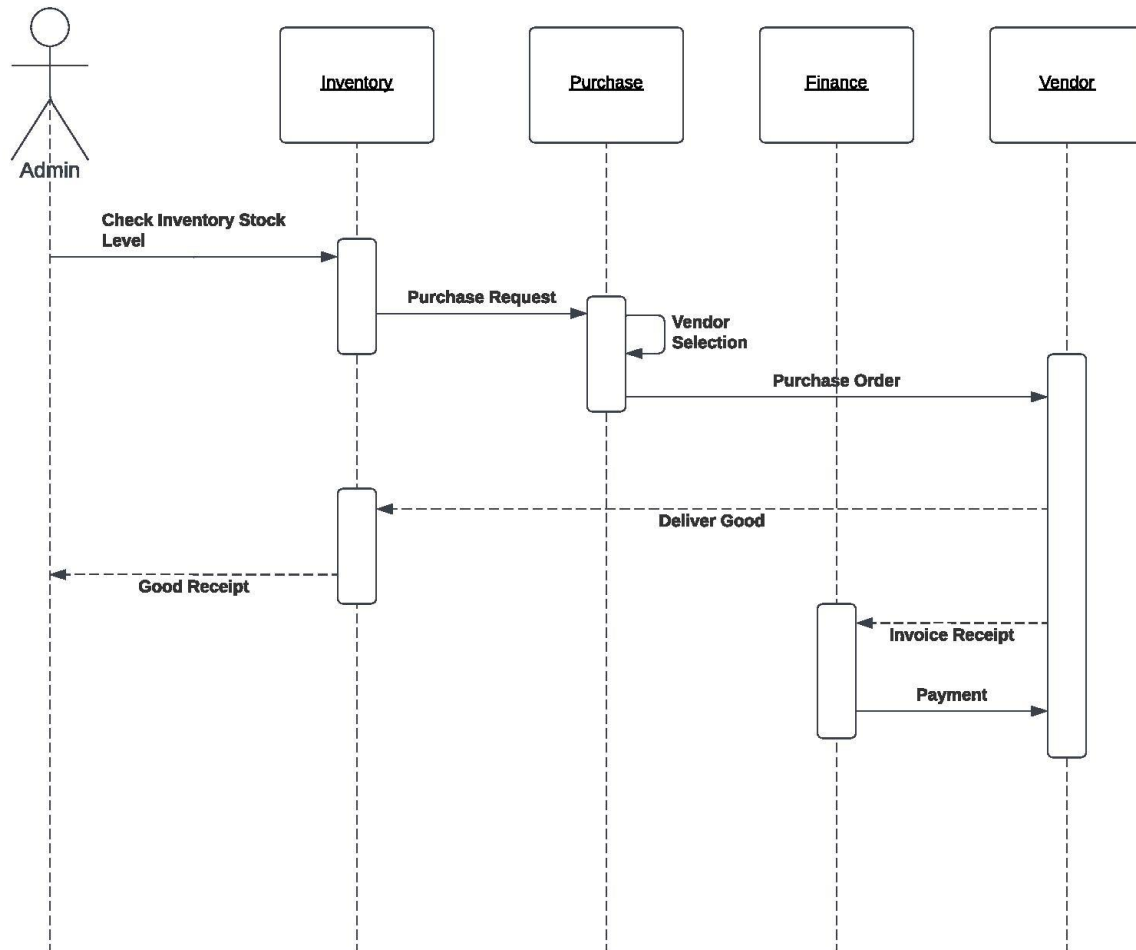 Inventory
Purchase
Finance
Vendor
Admin
Check Inventory Stock
Level
Purchase Request
Vendor
Selection
Purchase Order
Deliver Good
Good Receipt
Invoice Receipt
Payment